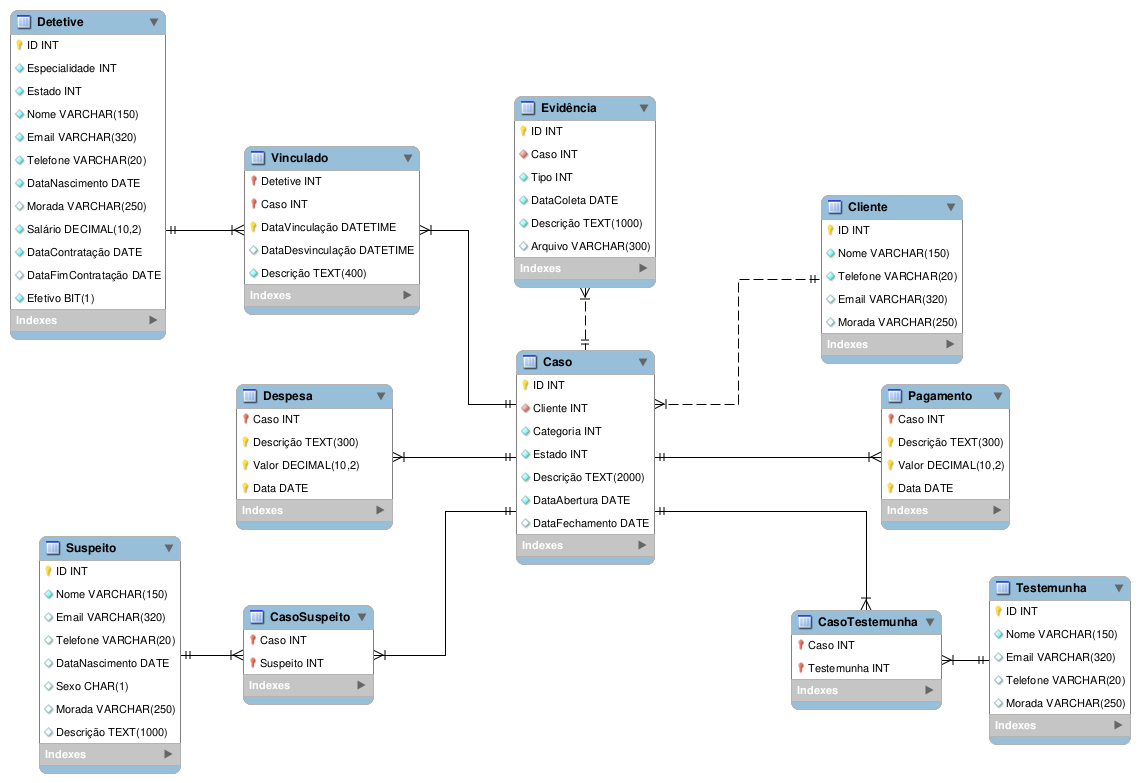 Detetive
ID INT
Especialidade INT
Estado INT
Nome VARCHAR(150)
Email VARCHAR(320)
Telefone VARCHAR(20)
DataNascimento DATE
Morada VARCHAR(250)
Salário DECIMAL(10,2)
DataContratação DATE
DataFimContratação DATE
Efetivo BIT(1)
Indexes
Vinculado
Detetive INT
Caso INT
DataVinculação DATETIME
DataDesvinculação DATETIME
Descrição TEXT(400)
Indexes
Evidência
ID INT
Caso INT
Tipo INT
DataColeta DATE
Descrição TEXT(1000)
Arquivo VARCHAR(300)
Indexes
Cliente
ID INT
Nome VARCHAR(150)
Telefone VARCHAR(20)
Email VARCHAR(320)
Morada VARCHAR(250)
Indexes
Despesa
Caso INT
Descrição TEXT(300)
Valor DECIMAL(10,2)
Data DATE
Indexes
Caso
ID INT
Cliente INT
Categoria INT
Estado INT
Descrição TEXT(2000)
DataAbertura DATE
DataFechamento DATE
Indexes
Pagamento
Caso INT
Descrição TEXT(300)
Valor DECIMAL(10,2)
Data DATE
Indexes
Suspeito
ID INT
Nome VARCHAR(150)
Email VARCHAR(320)
Telefone VARCHAR(20)
DataNascimento DATE
Sexo CHAR(1)
Morada VARCHAR(250)
Descrição TEXT(1000)
Indexes
CasoSuspeito
Caso INT
Suspeito INT
Indexes
CasoTestemunha
Caso INT
Testemunha INT
Indexes
Testemunha
ID INT
Nome VARCHAR(150)
Email VARCHAR(320)
Telefone VARCHAR(20)
Morada VARCHAR(250)
Indexes